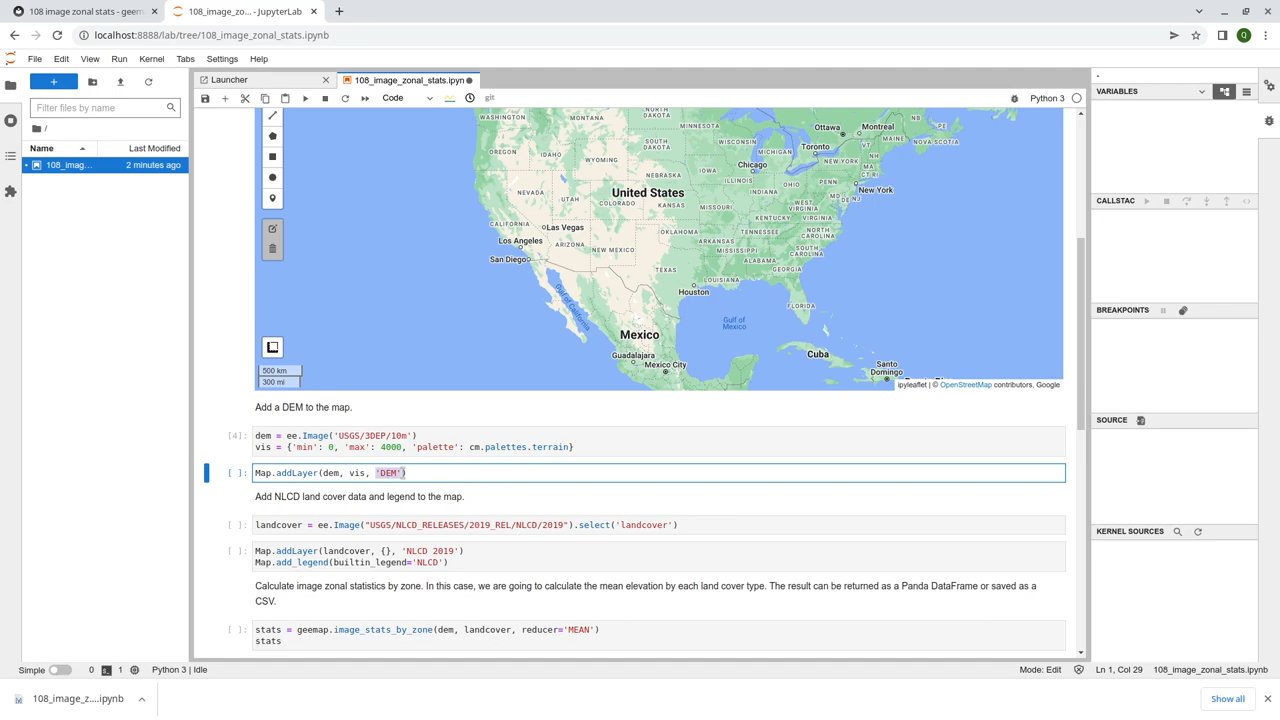 108 image zonal stats - geem
108_image_zo... - JupyterLab
localhost:8888/lab/tree/108_image_zonal_stats.ipynb
Q
File Edit View Run Kernel Tabs Settings Help
Filter files by name
/
Name Last Modified
108_imag... 2 minutes ago
Launcher
108_image_zonal_stats.ipyn
Code
git
Python 3
WASHINGTON
MONTANA
NORTH DAKOTA
MINNESOTA
SOUTH DAKOTA
OREGON
IDAHO
WYOMING
WISCONSIN
MICHIGAN
Ottawa
Montreal
Toronto
MAINE
NOVA SCOTIA
Chicago
IOWA
NEBRASKA
NEW YORK
New York
PENN
ILLINOIS
INDIANA
OHIO
NEVADA
UTAH
COLORADO
United States
KANSAS
MISSOURI
KENTUCKY
VIRGINIA
CALIFORNIA
Las Vegas
Los Angeles
ARIZONA
NEW MEXICO
San Diego
OKLAHOMA
ARKANSAS
TENNESSEE
NORTH CAROLINA
SOUTH CAROLINA
MISSISSIPPI
GEORGIA
TEXAS
LOUISIANA
Houston
FLORIDA
Gulf of California
Gulf of Mexico
Mexico
Guadalajara
Mexico City
Cuba
Santo Domingo
500 km
300 mi
ipyleaflet | © OpenStreetMap contributors, Google
Add a DEM to the map.
[4]: dem = ee.Image('USGS/3DEP/10m')
vis = {'min': 0, 'max': 4000, 'palette': cm.palettes.terrain}
[ ]: Map.addLayer(dem, vis, 'DEM')
Add NLCD land cover data and legend to the map.
[ ]: landcover = ee.Image("USGS/NLCD_RELEASES/2019_REL/NLCD/2019").select('landcover')
[ ]: Map.addLayer(landcover, {}, 'NLCD 2019')
Map.add_legend(builtin_legend='NLCD')
Calculate image zonal statistics by zone. In this case, we are going to calculate the mean elevation by each land cover type. The result can be returned as a Panda DataFrame or saved as a
CSV.
[ ]: stats = geemap.image_stats_by_zone(dem, landcover, reducer='MEAN')
stats
-
VARIABLES
CALLSTAC
BREAKPOINTS
SOURCE
KERNEL SOURCES
Simple 0 1 Python 3 | Idle Mode: Edit Ln 1, Col 29 108_image_zonal_stats.ipynb
108_image_z....ipynb Show all